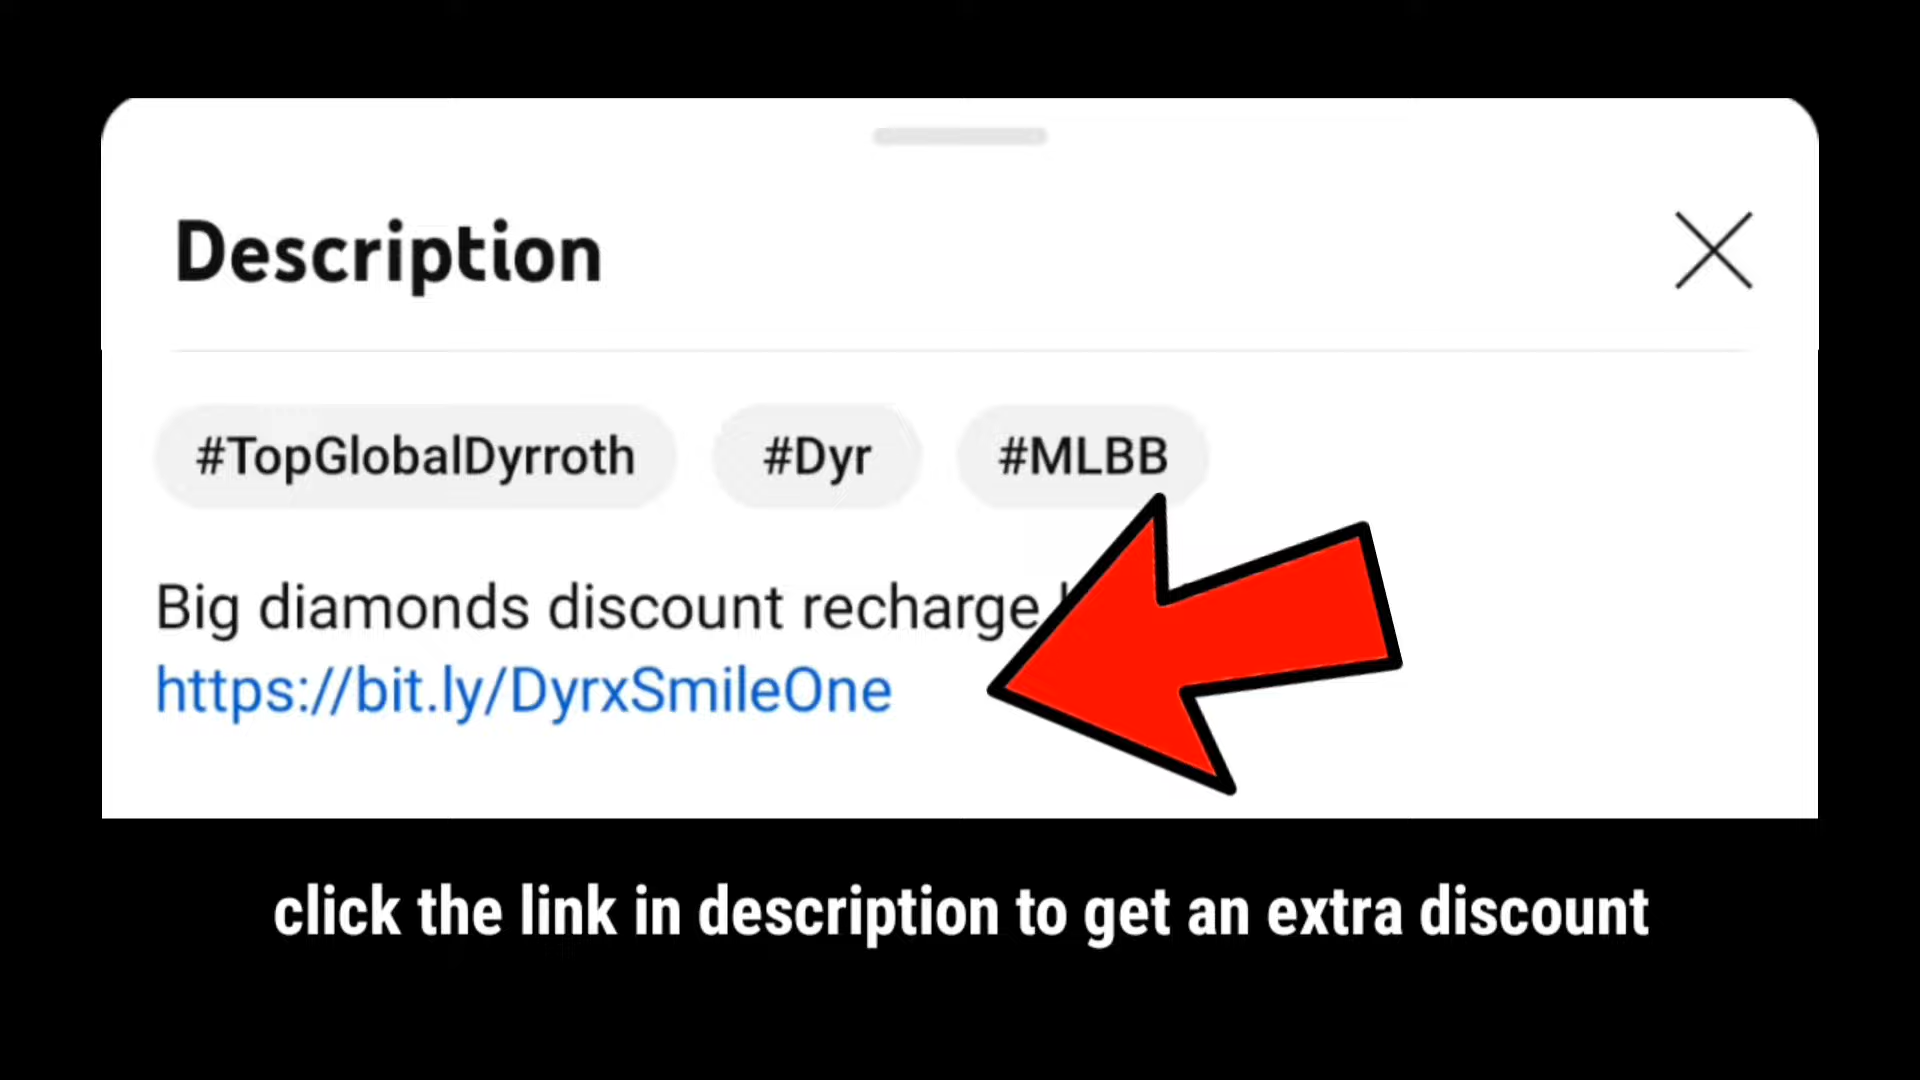 Description
#TopGlobalDyrroth #Dyr #MLBB
Big diamonds discount recharge
https://bit.ly/DyrxSmileOne
click the link in description to get an extra discount